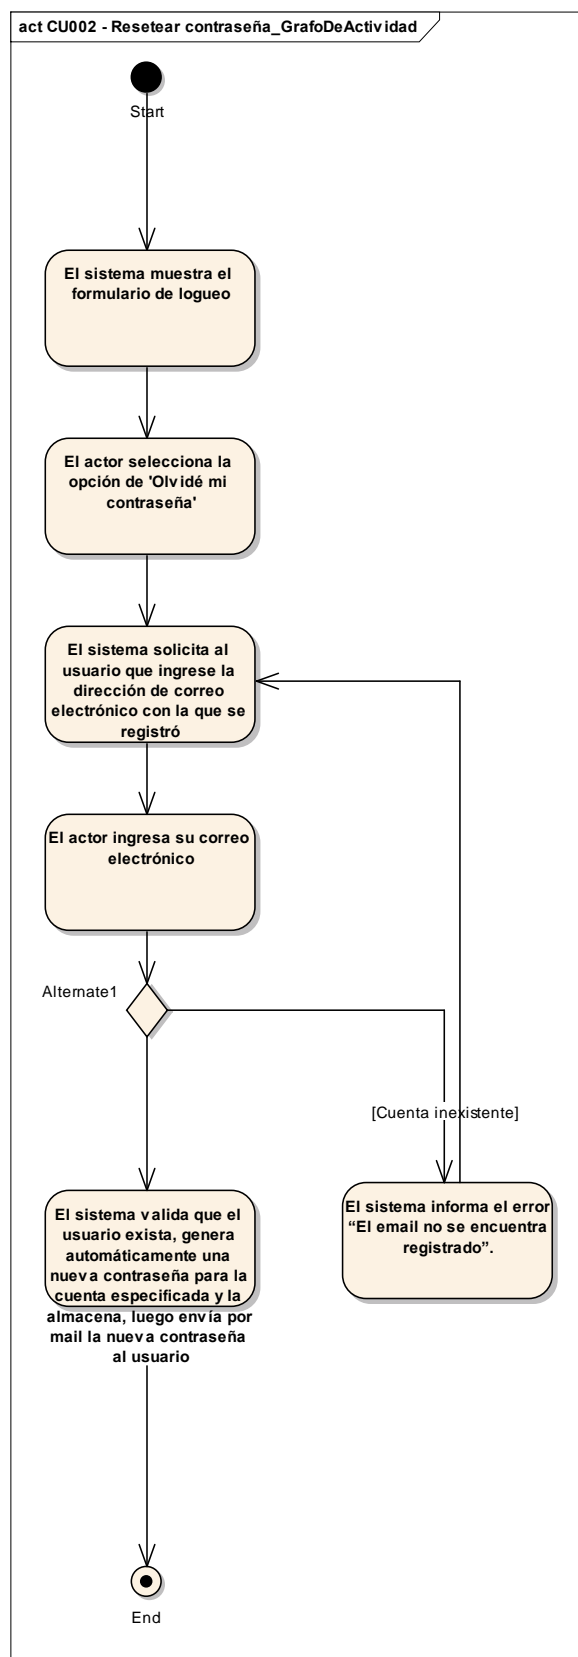 act CU002 - Resetear contraseña_GrafoDeActividad
Start
El sistema muestra el
formulario de logueo
El actor selecciona la
opción de 'Olvidé mi
contraseña'
El sistema solicita al
usuario que ingrese la
dirección de correo
electrónico con la que se
registró
El actor ingresa su correo
electrónico
Alternate1
[Cuenta inexistente]
El sistema valida que el
usuario exista, genera
automáticamente una
nueva contraseña para la
cuenta especificada y la
almacena, luego envía por
mail la nueva contraseña
al usuario
El sistema informa el error
“El email no se encuentra
registrado”.
End